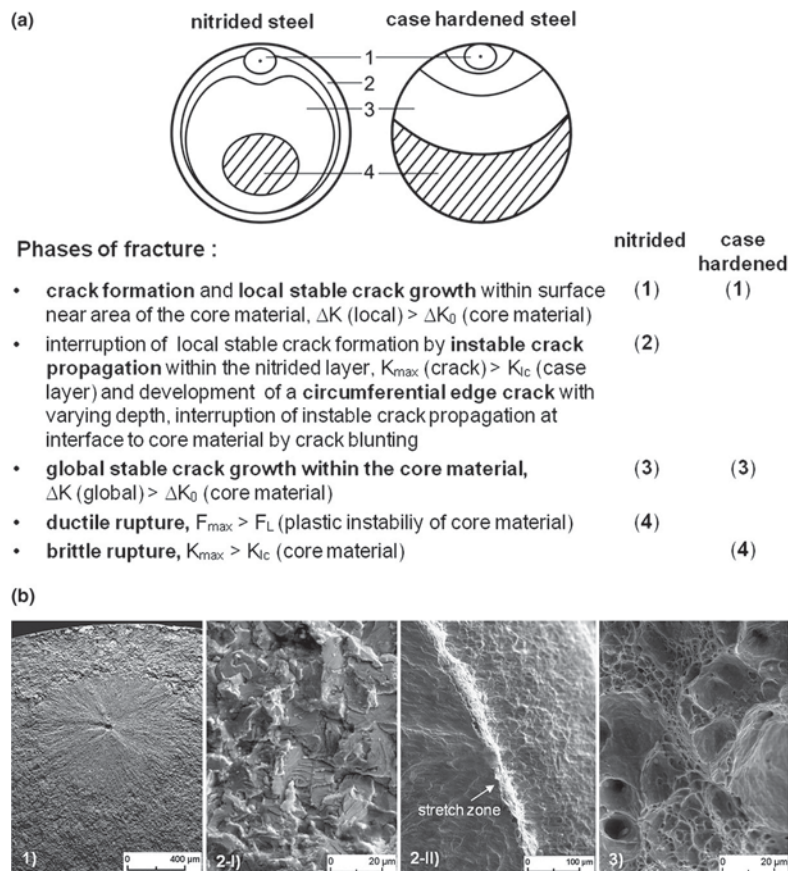 (a)
nitrided steel
case hardened steel
1
2
3
4
Phases of fracture :
nitrided
case
hardened
• crack formation and local stable crack growth within surface (1) (1)
near area of the core material, ΔK (local) > ΔK₀ (core material)
• interruption of local stable crack formation by instable crack (2)
propagation within the nitrided layer, Kmax (crack) > KIc (case
layer) and development of a circumferential edge crack with
varying depth, interruption of instable crack propagation at
interface to core material by crack blunting
• global stable crack growth within the core material, (3) (3)
ΔK (global) > ΔK₀ (core material)
• ductile rupture, Fmax > FL (plastic instabiliy of core material) (4)
• brittle rupture, Kmax > KIc (core material) (4)
(b)
1)
0 400 µm
2-I)
0 20 µm
stretch zone
2-II)
0 100 µm
3)
0 20 µm